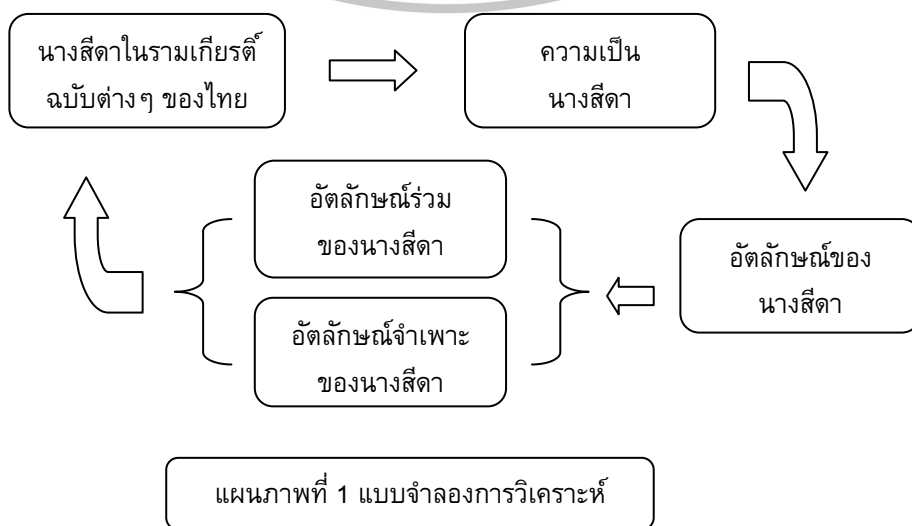 นางสีดาในรามเกียรติ์
ฉบับต่างๆ ของไทย
ความเป็น
นางสีดา
อัตลักษณ์ร่วม
ของนางสีดา
อัตลักษณ์ของ
นางสีดา
อัตลักษณ์จำเพาะ
ของนางสีดา
แผนภาพที่ 1 แบบจำลองการวิเคราะห์